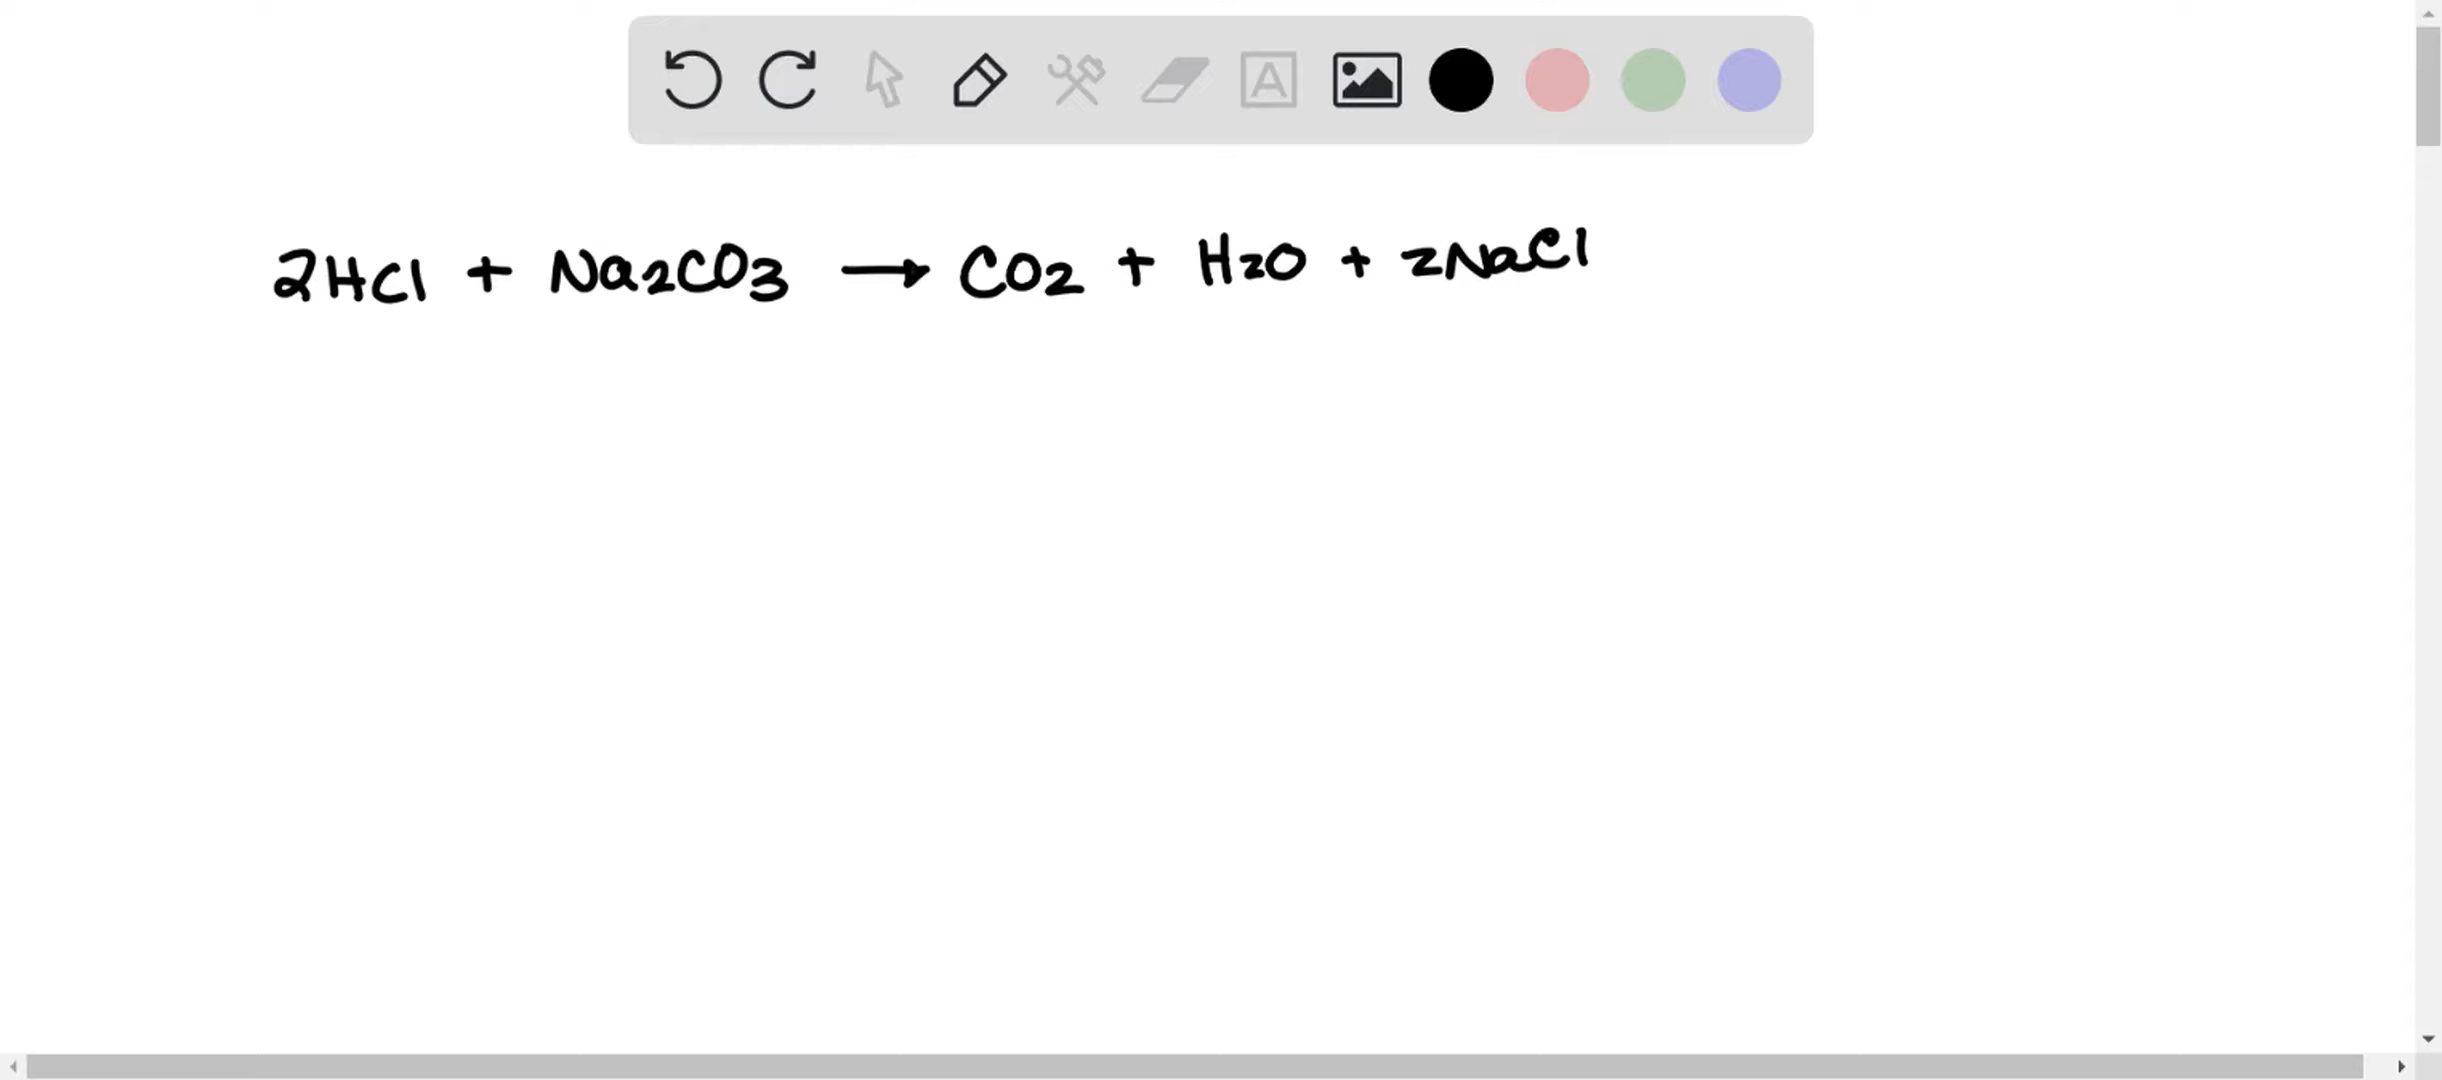 A
2HCl + Na2CO3 → CO2 + H2O + 2NaCl